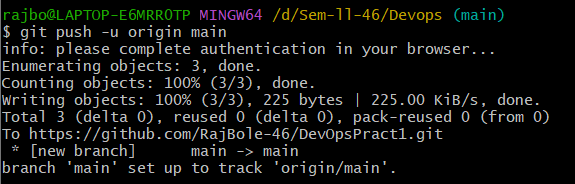 rajbo@LAPTOP-E6MRROTP MINGW64 /d/Sem-ll-46/Devops (main)
$ git push -u origin main
info: please complete authentication in your browser...
Enumerating objects: 3, done.
Counting objects: 100% (3/3), done.
Writing objects: 100% (3/3), 225 bytes | 225.00 KiB/s, done.
Total 3 (delta 0), reused 0 (delta 0), pack-reused 0 (from 0)
To https://github.com/RajBole-46/DevOpsPract1.git
 * [new branch]      main -> main
branch 'main' set up to track 'origin/main'.